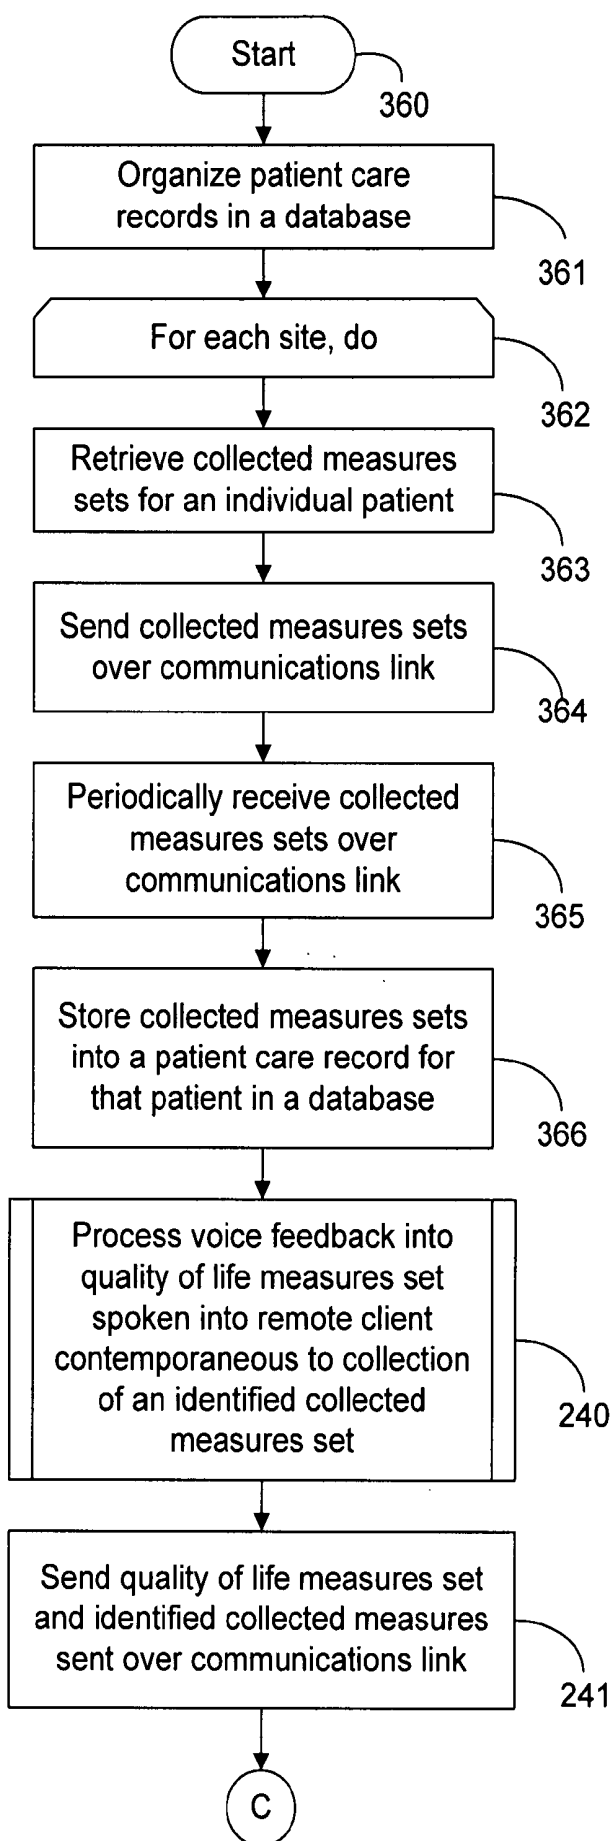 Start
360
Organize patient care
records in a database
361
For each site, do
362
Retrieve collected measures
sets for an individual patient
363
Send collected measures sets
over communications link
364
Periodically receive collected
measures sets over
communications link
365
Store collected measures sets
into a patient care record for
that patient in a database
366
Process voice feedback into
quality of life measures set
spoken into remote client
contemporaneous to collection
of an identified collected
measures set
240
Send quality of life measures set
and identified collected measures
sent over communications link
241
C